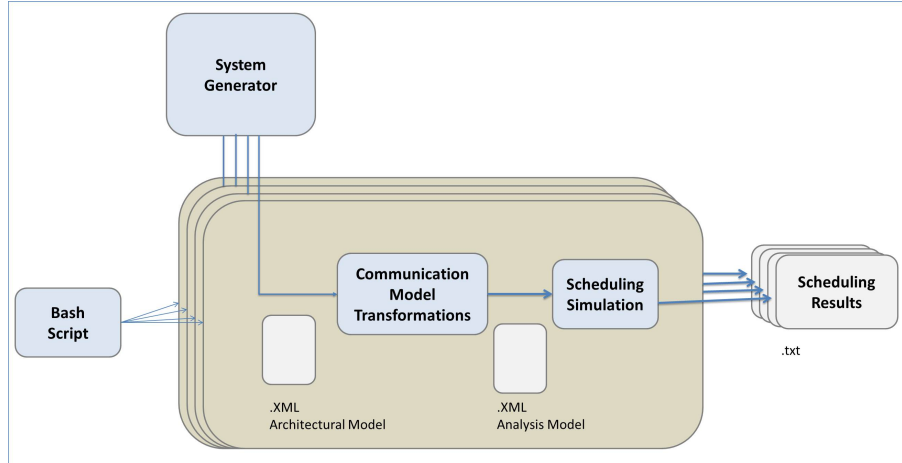 System
Generator
Communication
Model
Transformations
Scheduling
Simulation
Scheduling
Results
Bash
Script
.txt
.XML
Architectural Model
.XML
Analysis Model